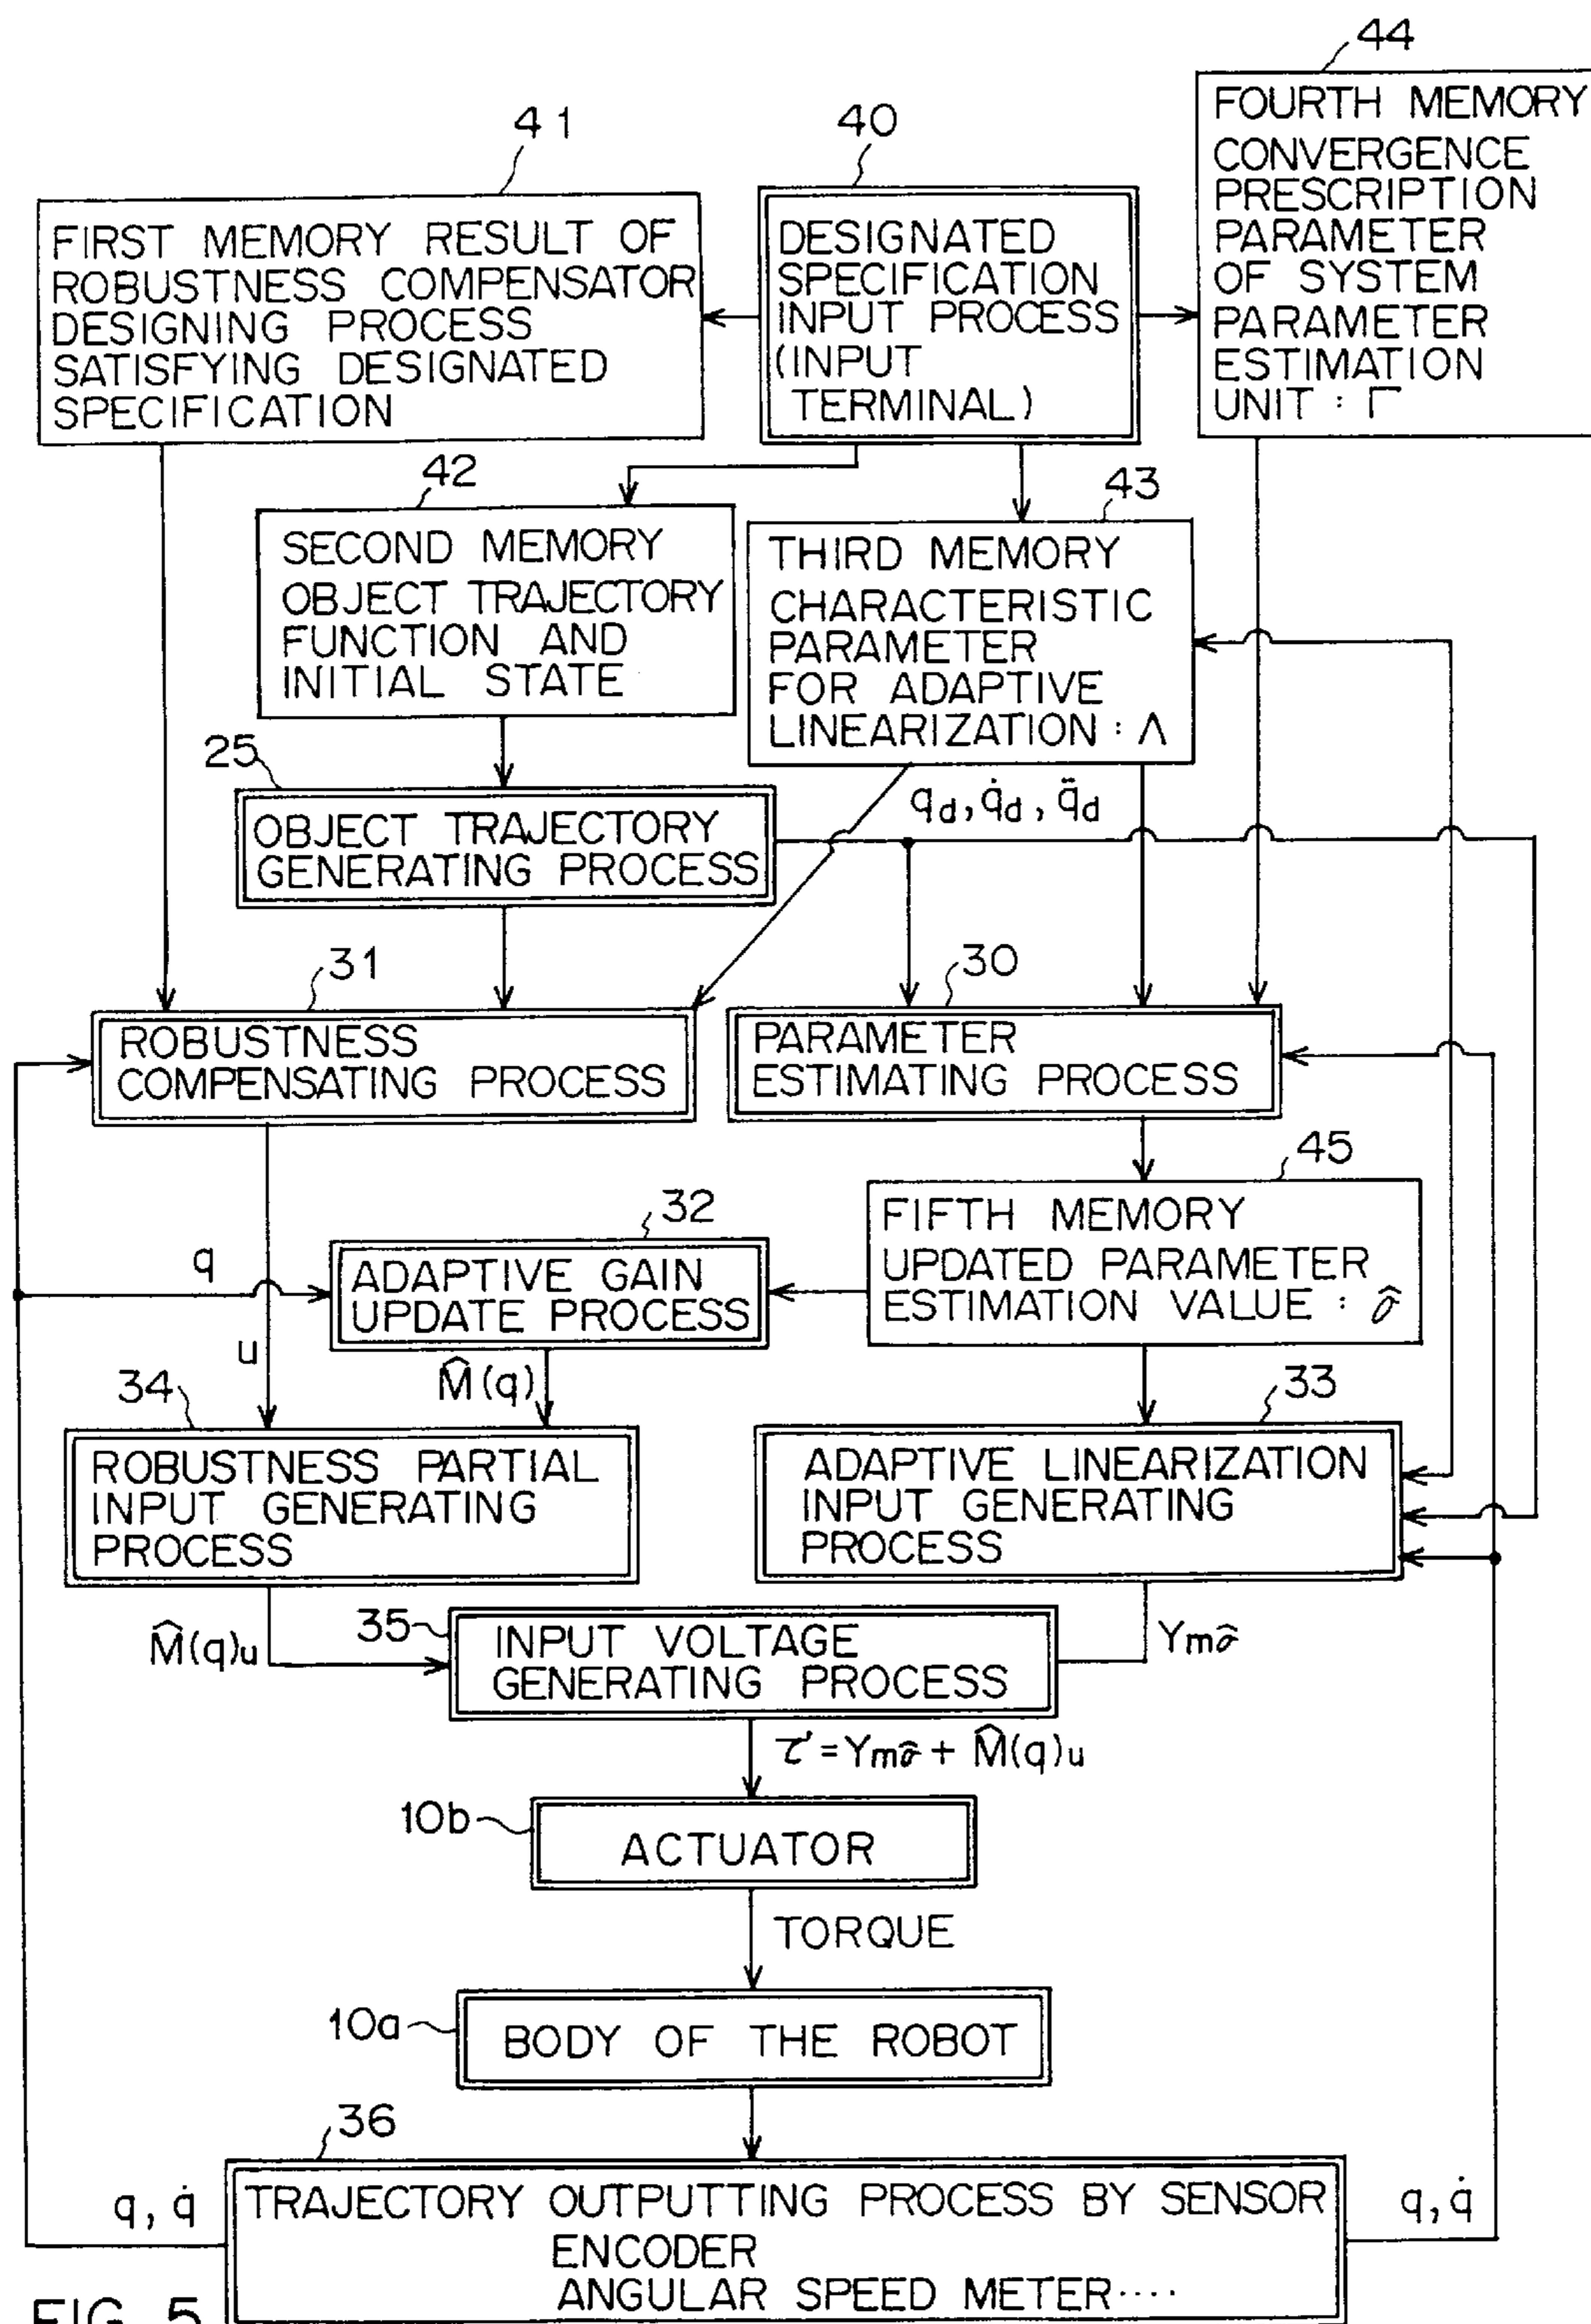 44
FOURTH MEMORY
CONVERGENCE
PRESCRIPTION
PARAMETER
OF SYSTEM
PARAMETER
ESTIMATION
UNIT : Γ
41
FIRST MEMORY RESULT OF
ROBUSTNESS COMPENSATOR
DESIGNING PROCESS
SATISFYING DESIGNATED
SPECIFICATION
40
DESIGNATED
SPECIFICATION
INPUT PROCESS
(INPUT
TERMINAL)
42
SECOND MEMORY
OBJECT TRAJECTORY
FUNCTION AND
INITIAL STATE
43
THIRD MEMORY
CHARACTERISTIC
PARAMETER
FOR ADAPTIVE
LINEARIZATION : Λ
25
OBJECT TRAJECTORY
GENERATING PROCESS
qd, q̇d, q̈d
31
ROBUSTNESS
COMPENSATING PROCESS
30
PARAMETER
ESTIMATING PROCESS
45
FIFTH MEMORY
UPDATED PARAMETER
ESTIMATION VALUE : σ̂
32
ADAPTIVE GAIN
UPDATE PROCESS
q
u
M̂(q)
34
ROBUSTNESS PARTIAL
INPUT GENERATING
PROCESS
33
ADAPTIVE LINEARIZATION
INPUT GENERATING
PROCESS
M̂(q)u
35
INPUT VOLTAGE
GENERATING PROCESS
Ymσ̂
τ' = Ymσ̂ + M̂(q)u
10b
ACTUATOR
TORQUE
10a
BODY OF THE ROBOT
36
TRAJECTORY OUTPUTTING PROCESS BY SENSOR
ENCODER
ANGULAR SPEED METER····
q, q̇
q, q̇
FIG. 5